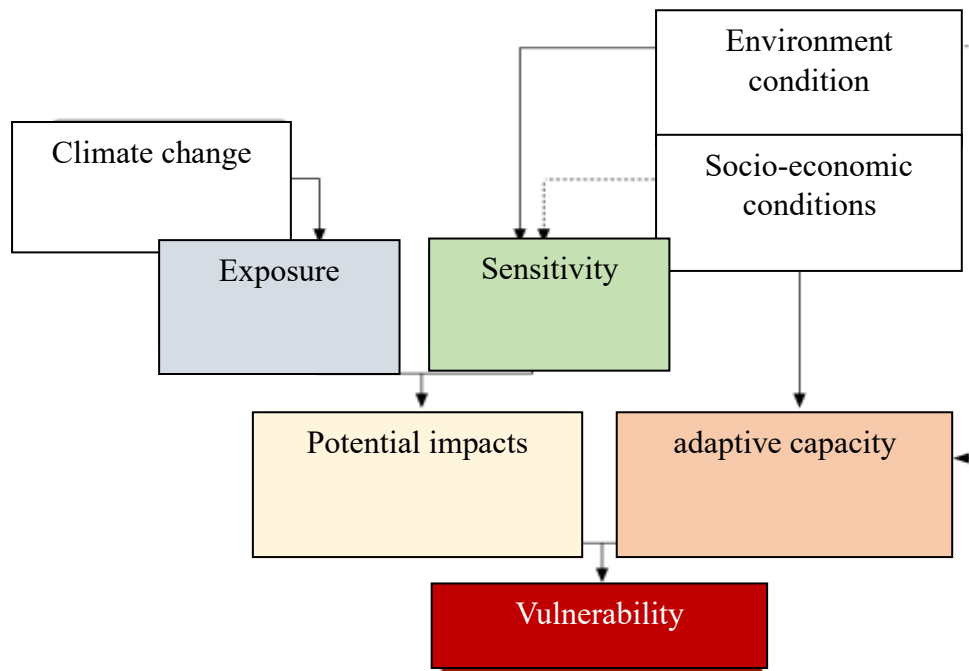 Environment
condition
Climate change
Socio-economic
conditions
Exposure
Sensitivity
Potential impacts
adaptive capacity
Vulnerability